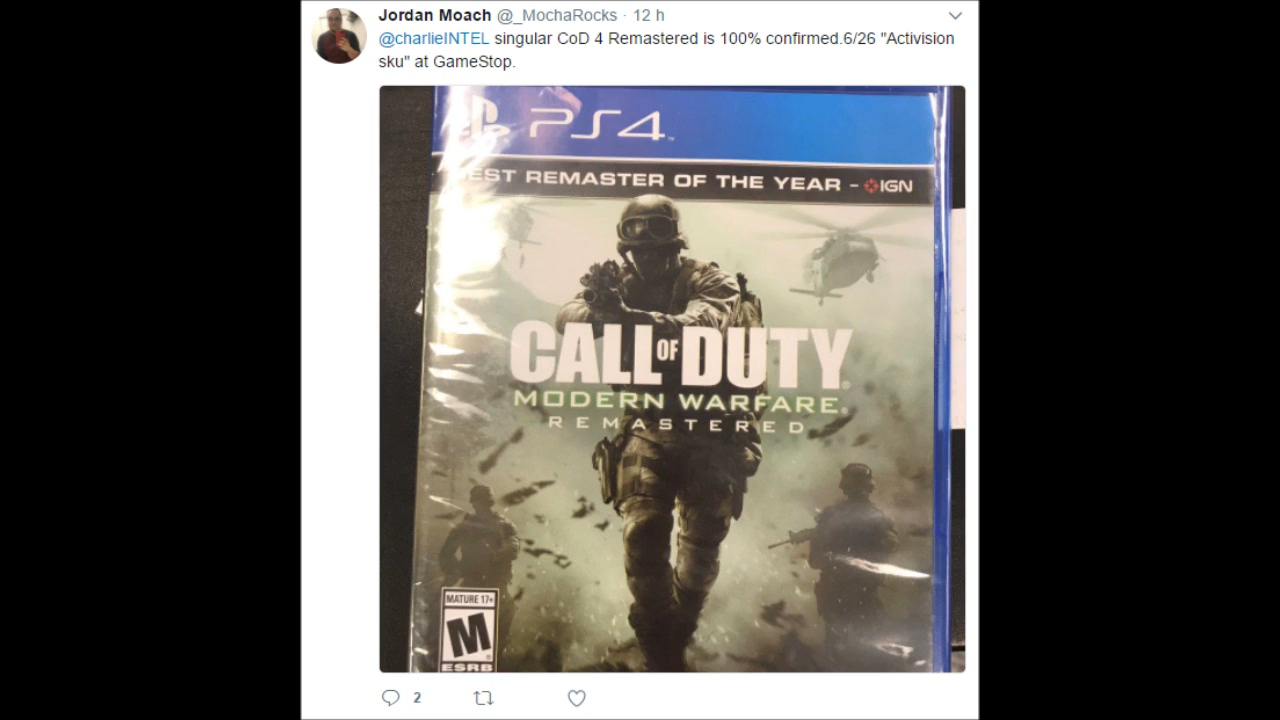 Jordan Moach @_MochaRocks · 12 h
@charlieINTEL singular CoD 4 Remastered is 100% confirmed.6/26 "Activision
sku" at GameStop.
PS4
EST REMASTER OF THE YEAR - IGN
CALL OF DUTY
MODERN WARFARE®
REMASTERED
MATURE 17+
M
ESRB
2